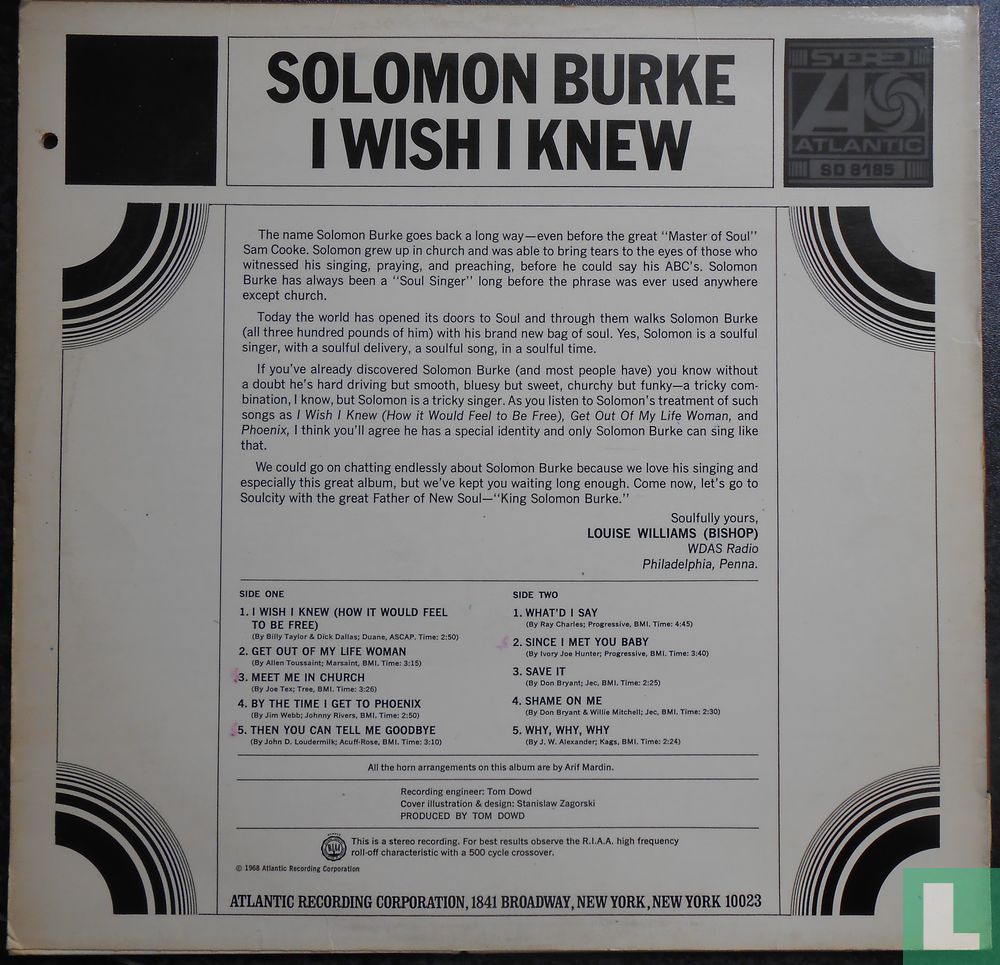 SOLOMON BURKE
I WISH I KNEW
STEREO
ATLANTIC
SD 8185
The name Solomon Burke goes back a long way—even before the great "Master of Soul"
Sam Cooke. Solomon grew up in church and was able to bring tears to the eyes of those who
witnessed his singing, praying, and preaching, before he could say his ABC's. Solomon
Burke has always been a "Soul Singer" long before the phrase was ever used anywhere
except church.
Today the world has opened its doors to Soul and through them walks Solomon Burke
(all three hundred pounds of him) with his brand new bag of soul. Yes, Solomon is a soulful
singer, with a soulful delivery, a soulful song, in a soulful time.
If you've already discovered Solomon Burke (and most people have) you know without
a doubt he's hard driving but smooth, bluesy but sweet, churchy but funky—a tricky com-
bination, I know, but Solomon is a tricky singer. As you listen to Solomon's treatment of such
songs as I Wish I Knew (How it Would Feel to Be Free), Get Out Of My Life Woman, and
Phoenix, I think you'll agree he has a special identity and only Solomon Burke can sing like
that.
We could go on chatting endlessly about Solomon Burke because we love his singing and
especially this great album, but we've kept you waiting long enough. Come now, let's go to
Soulcity with the great Father of New Soul—"King Solomon Burke."
Soulfully yours,
LOUISE WILLIAMS (BISHOP)
WDAS Radio
Philadelphia, Penna.
SIDE ONE
1. I WISH I KNEW (HOW IT WOULD FEEL
TO BE FREE)
(By Billy Taylor & Dick Dallas; Duane, ASCAP. Time: 2:50)
2. GET OUT OF MY LIFE WOMAN
(By Allen Toussaint; Marsaint, BMI. Time: 3:15)
3. MEET ME IN CHURCH
(By Joe Tex; Tree, BMI. Time: 3:26)
4. BY THE TIME I GET TO PHOENIX
(By Jim Webb; Johnny Rivers, BMI. Time: 2:50)
5. THEN YOU CAN TELL ME GOODBYE
(By John D. Loudermilk; Acuff-Rose, BMI. Time: 3:10)
SIDE TWO
1. WHAT'D I SAY
(By Ray Charles; Progressive, BMI. Time: 4:45)
2. SINCE I MET YOU BABY
(By Ivory Joe Hunter; Progressive, BMI. Time: 3:40)
3. SAVE IT
(By Don Bryant; Jec, BMI. Time: 2:25)
4. SHAME ON ME
(By Don Bryant & Willie Mitchell; Jec, BMI. Time: 2:30)
5. WHY, WHY, WHY
(By J. W. Alexander; Kags, BMI. Time: 2:24)
All the horn arrangements on this album are by Arif Mardin.
Recording engineer: Tom Dowd
Cover illustration & design: Stanislaw Zagorski
PRODUCED BY TOM DOWD
This is a stereo recording. For best results observe the R.I.A.A. high frequency
roll-off characteristic with a 500 cycle crossover.
© 1968 Atlantic Recording Corporation
ATLANTIC RECORDING CORPORATION, 1841 BROADWAY, NEW YORK, NEW YORK 10023
L